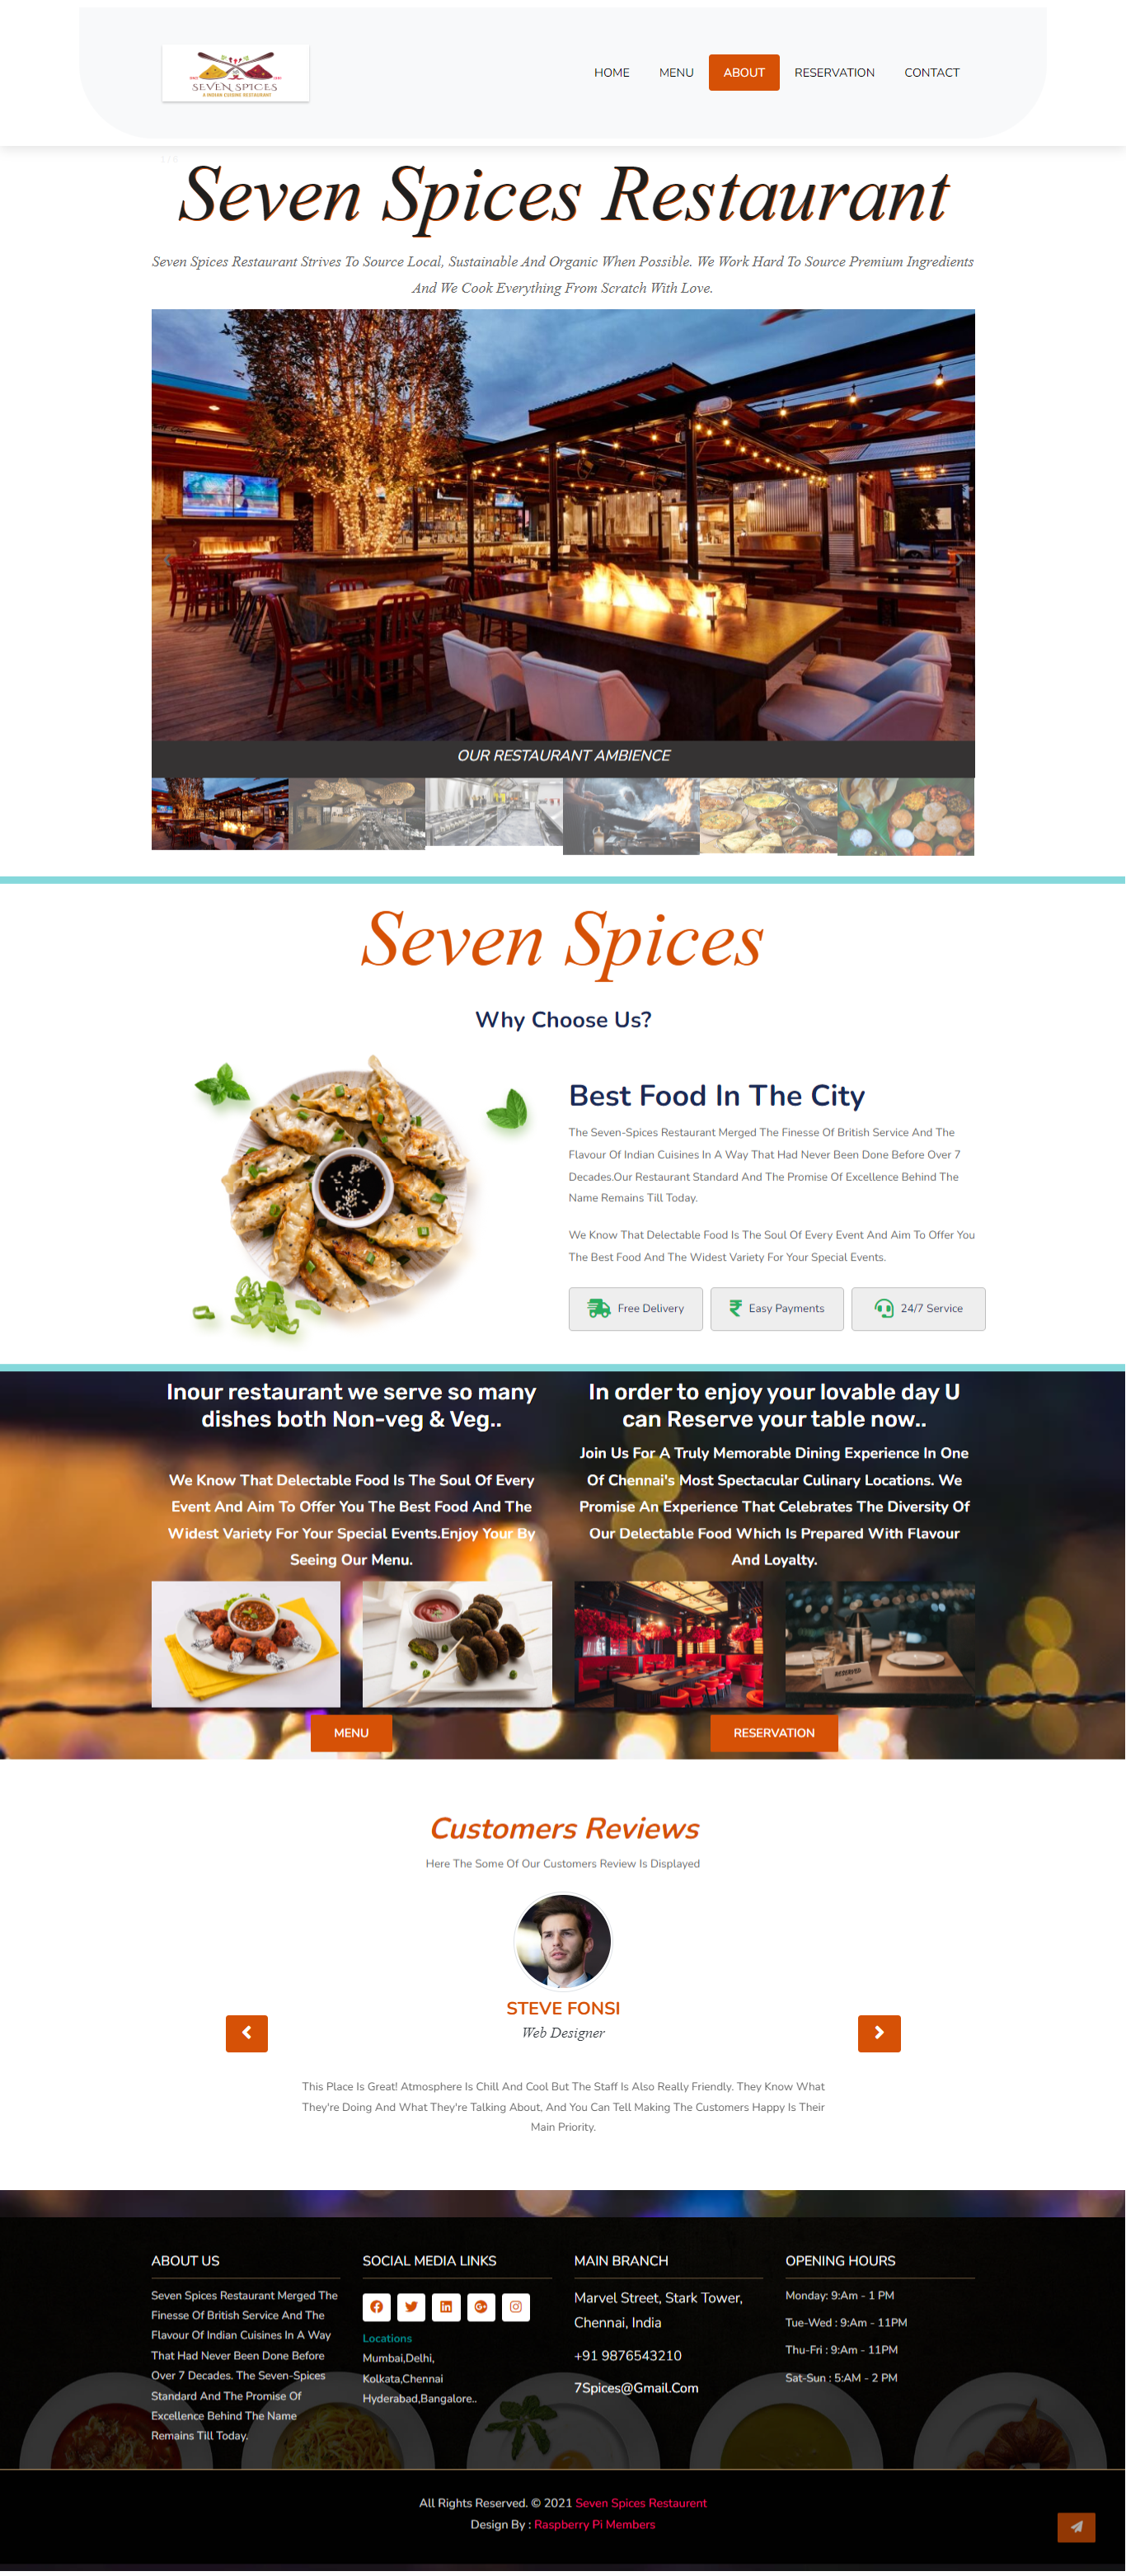 SEVEN SPICES
A INDIAN CUISINE RESTAURANT
HOME
MENU
ABOUT
RESERVATION
CONTACT
1 / 6
Seven Spices Restaurant
Seven Spices Restaurant Strives To Source Local, Sustainable And Organic When Possible. We Work Hard To Source Premium Ingredients
And We Cook Everything From Scratch With Love.
OUR RESTAURANT AMBIENCE
Seven Spices
Why Choose Us?
Best Food In The City
The Seven-Spices Restaurant Merged The Finesse Of British Service And The
Flavour Of Indian Cuisines In A Way That Had Never Been Done Before Over 7
Decades.Our Restaurant Standard And The Promise Of Excellence Behind The
Name Remains Till Today.
We Know That Delectable Food Is The Soul Of Every Event And Aim To Offer You
The Best Food And The Widest Variety For Your Special Events.
Free Delivery
Easy Payments
24/7 Service
Inour restaurant we serve so many
dishes both Non-veg & Veg..
We Know That Delectable Food Is The Soul Of Every
Event And Aim To Offer You The Best Food And The
Widest Variety For Your Special Events.Enjoy Your By
Seeing Our Menu.
MENU
In order to enjoy your lovable day U
can Reserve your table now..
Join Us For A Truly Memorable Dining Experience In One
Of Chennai's Most Spectacular Culinary Locations. We
Promise An Experience That Celebrates The Diversity Of
Our Delectable Food Which Is Prepared With Flavour
And Loyalty.
RESERVED
RESERVATION
Customers Reviews
Here The Some Of Our Customers Review Is Displayed
STEVE FONSI
Web Designer
This Place Is Great! Atmosphere Is Chill And Cool But The Staff Is Also Really Friendly. They Know What
They're Doing And What They're Talking About, And You Can Tell Making The Customers Happy Is Their
Main Priority.
ABOUT US
Seven Spices Restaurant Merged The
Finesse Of British Service And The
Flavour Of Indian Cuisines In A Way
That Had Never Been Done Before
Over 7 Decades. The Seven-Spices
Standard And The Promise Of
Excellence Behind The Name
Remains Till Today.
SOCIAL MEDIA LINKS
Locations
Mumbai,Delhi,
Kolkata,Chennai
Hyderabad,Bangalore..
MAIN BRANCH
Marvel Street, Stark Tower,
Chennai, India
+91 9876543210
7Spices@Gmail.Com
OPENING HOURS
Monday: 9:Am - 1 PM
Tue-Wed : 9:Am - 11PM
Thu-Fri : 9:Am - 11PM
Sat-Sun : 5:AM - 2 PM
All Rights Reserved. © 2021 Seven Spices Restaurent
Design By : Raspberry Pi Members